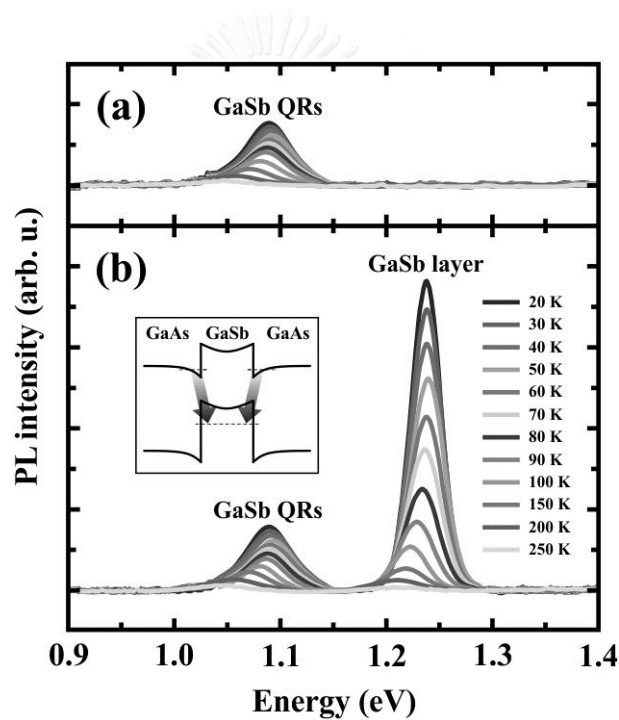 (a)
GaSb QRs
(b)
GaSb layer
GaAs GaSb GaAs
GaSb QRs
20 K
30 K
40 K
50 K
60 K
70 K
80 K
90 K
100 K
150 K
200 K
250 K
PL intensity (arb. u.)
0.9 1.0 1.1 1.2 1.3 1.4
Energy (eV)